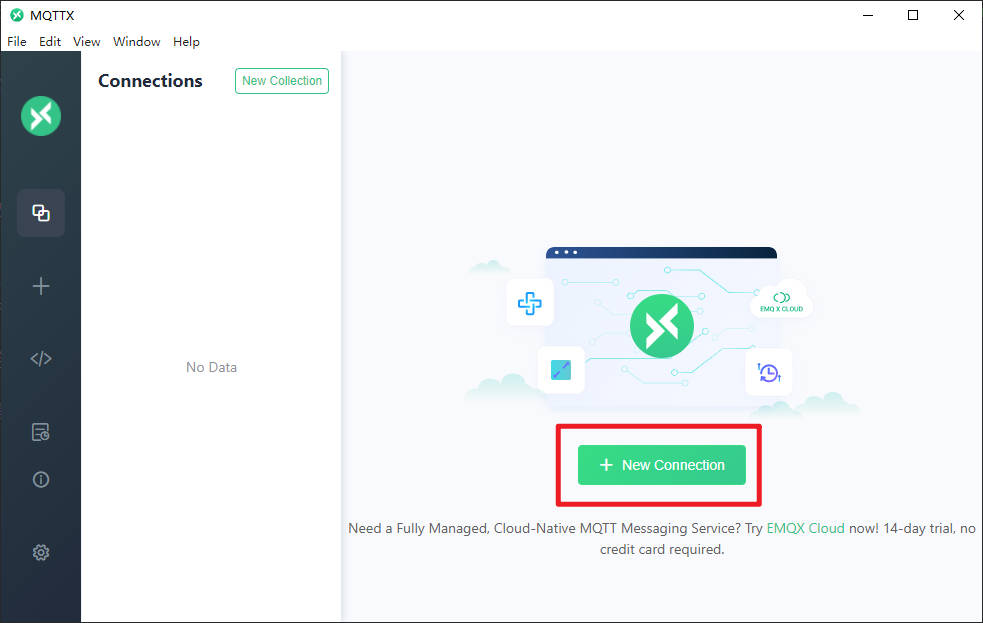 MQTTX
File Edit View Window Help
Connections
New Collection
No Data
EMQ X CLOUD
New Connection
Need a Fully Managed, Cloud-Native MQTT Messaging Service? Try EMQX Cloud now! 14-day trial, no
credit card required.